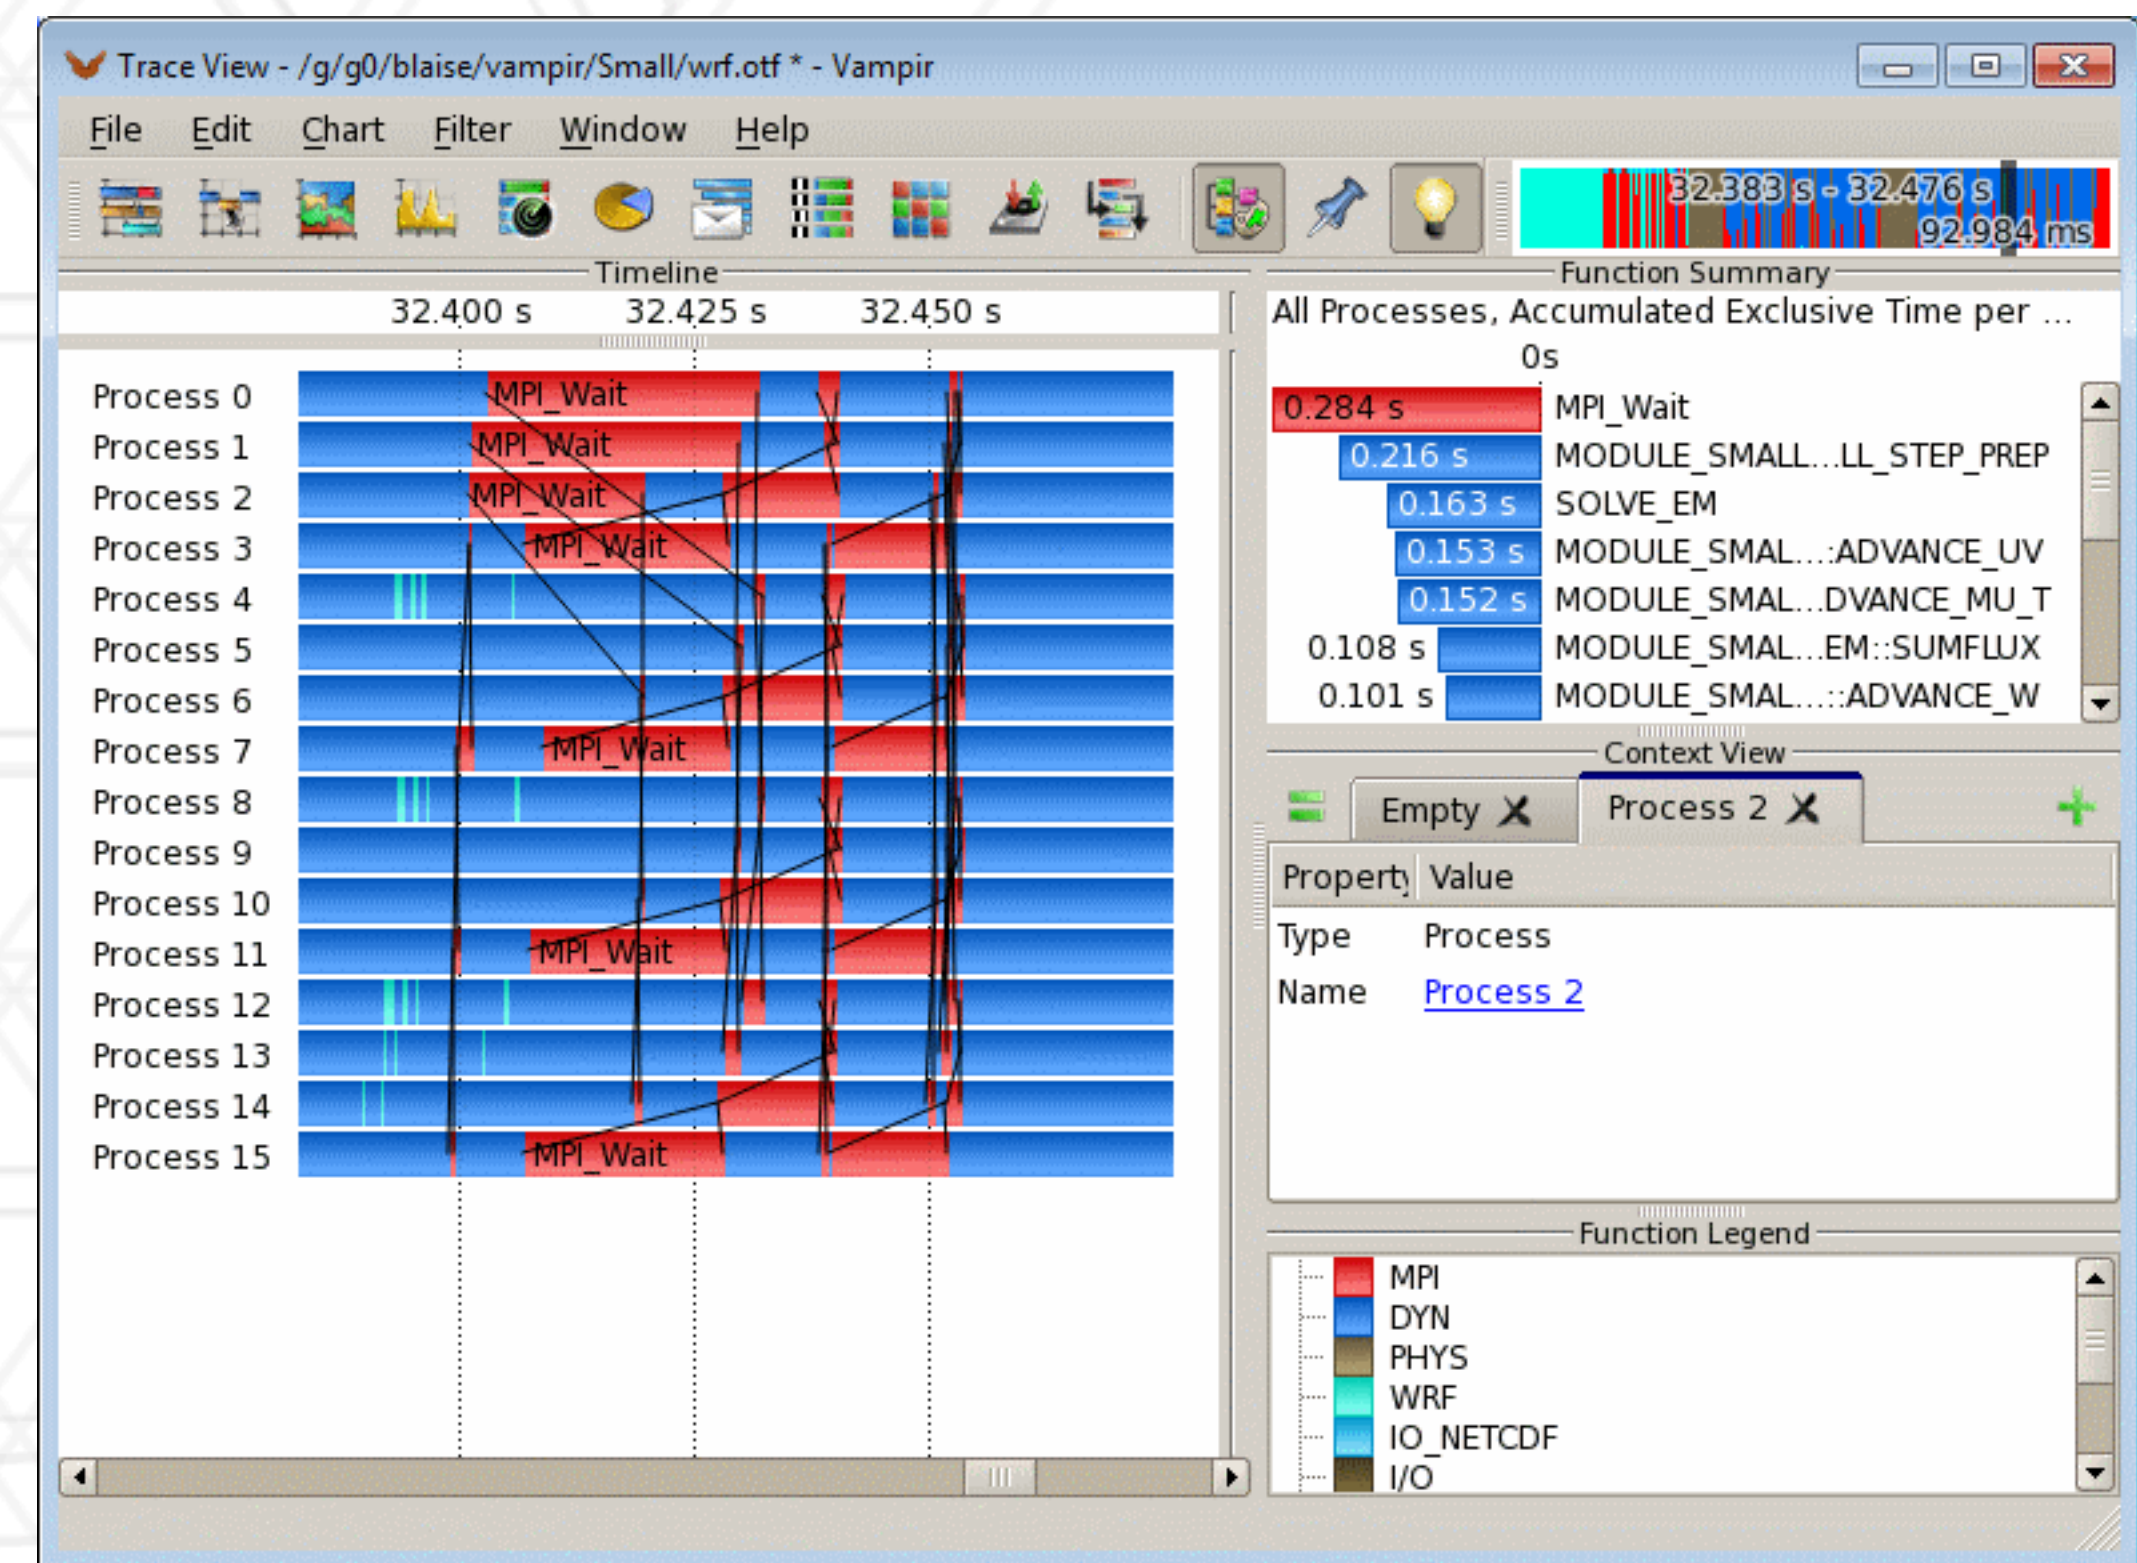 Trace View - /g/g0/blaise/vampir/Small/wrf.otf * - Vampir
File Edit Chart Filter Window Help
32.383 s - 32.476 s
92.984 ms
Timeline
32.400 s 32.425 s 32.450 s
Process 0 MPI_Wait
Process 1 MPI_Wait
Process 2 MPI_Wait
Process 3 MPI_Wait
Process 4
Process 5
Process 6
Process 7 MPI_Wait
Process 8
Process 9
Process 10
Process 11 MPI_Wait
Process 12
Process 13
Process 14
Process 15 MPI_Wait
Function Summary
All Processes, Accumulated Exclusive Time per ...
0s
0.284 s MPI_Wait
0.216 s MODULE_SMALL...LL_STEP_PREP
0.163 s SOLVE_EM
0.153 s MODULE_SMAL...:ADVANCE_UV
0.152 s MODULE_SMAL...DVANCE_MU_T
0.108 s MODULE_SMAL...EM::SUMFLUX
0.101 s MODULE_SMAL...::ADVANCE_W
Context View
Empty Process 2
Property Value
Type Process
Name Process 2
Function Legend
MPI
DYN
PHYS
WRF
IO_NETCDF
I/O